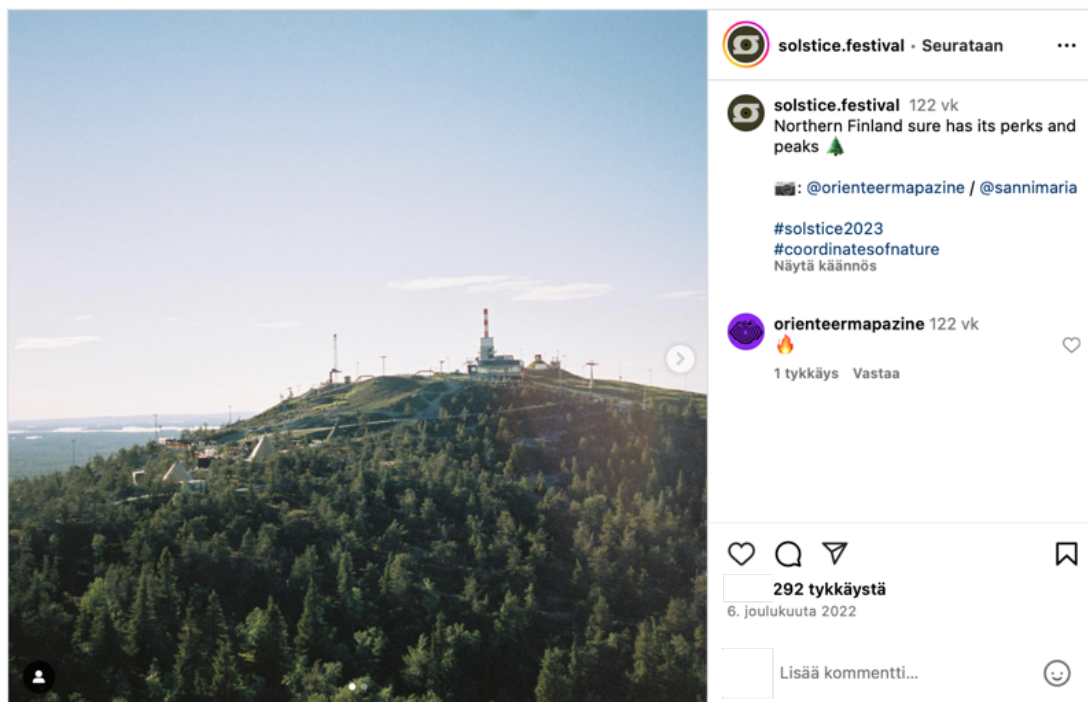 solstice.festival • Seurataan
solstice.festival 122 vk
Northern Finland sure has its perks and
peaks 🌲
📷: @orienteermapazine / @sannimaria
#solstice2023
#coordinatesofnature
Näytä käännös
orienteermapazine 122 vk
🔥
1 tykkäys Vastaa
292 tykkäystä
6. joulukuuta 2022
Lisää kommentti...